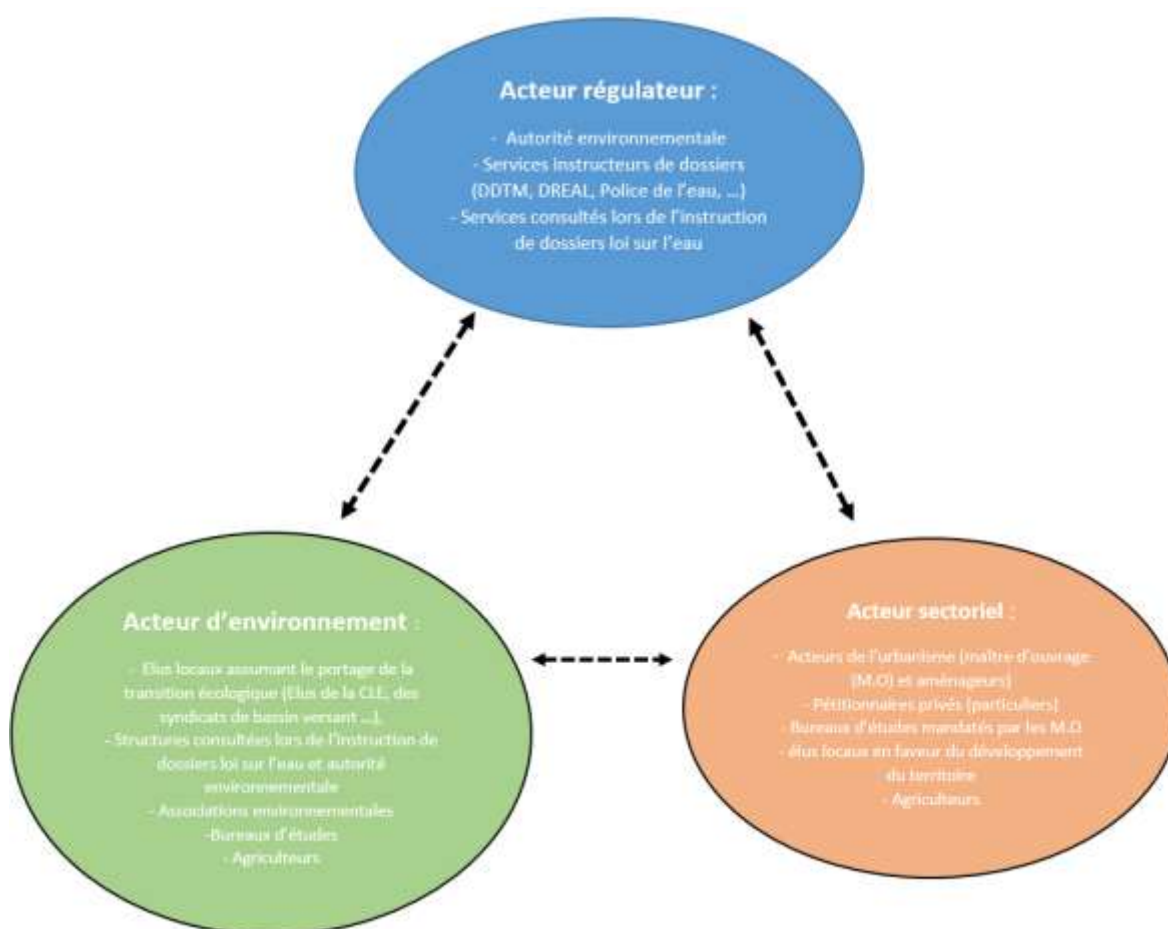 Acteur régulateur :
- Autorité environnementale
- Services instructeurs de dossiers
(DDTM, DREAL, Police de l'eau, ...)
- Services consultés lors de l'instruction
de dossiers loi sur l'eau
Acteur d'environnement :
- Elus locaux assumant le portage de la
transition écologique (Elus de la CLE, des
syndicats de bassin versant ...),
- Structures consultées lors de l'instruction de
dossiers loi sur l'eau et autorité
environnementale
- Associations environnementales
-Bureaux d'études
- Agriculteurs
Acteur sectoriel :
- Acteurs de l'urbanisme (maître d'ouvrage
(M.O) et aménageurs)
- Pétitionnaires privés (particuliers)
- Bureaux d'études mandatés par les M.O
- élus locaux en faveur du développement
du territoire
- Agriculteurs